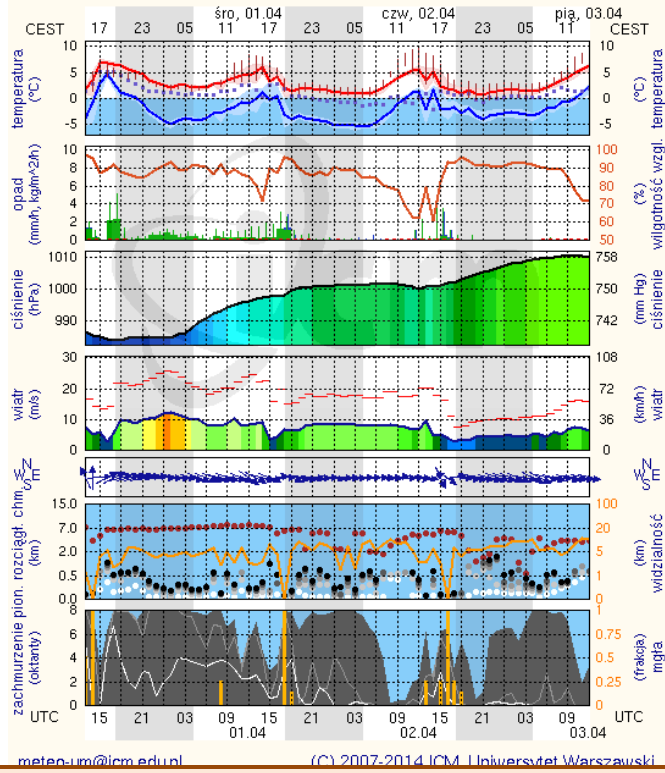 śro, 01.04 czw, 02.04 pią, 03.04
CEST 17 23 05 11 17 23 05 11 17 23 05 11 CEST
temperatura
(°C)
10
5
0
-5
10
5
0
-5
temperatura
(°C)
opad
(mm/h, kg/m^2/h)
10
8
6
4
2
0
100
90
80
70
60
50
(%)
wilgotność wzgl.
ciśnienie
(hPa)
1010
1000
990
758
750
742
(mm Hg)
ciśnienie
wiatr
(m/s)
30
20
10
0
108
72
36
0
(km/h)
wiatr
N
W E
S
N
W E
S
pion. rozciągł. chm.
(km)
15.0
7.0
2.0
0.5
0.0
100
20
5
1
0
(km)
widzialność
zachmurzenie
(oktanty)
8
6
4
2
0
1
0.75
0.5
0.25
0
(frakcja)
mgła
UTC 15 21 03 09 15 21 03 09 15 21 03 09 UTC
01.04 02.04 03.04
meteo-um@icm.edu.pl (C) 2007-2014 ICM, Uniwersytet Warszawski